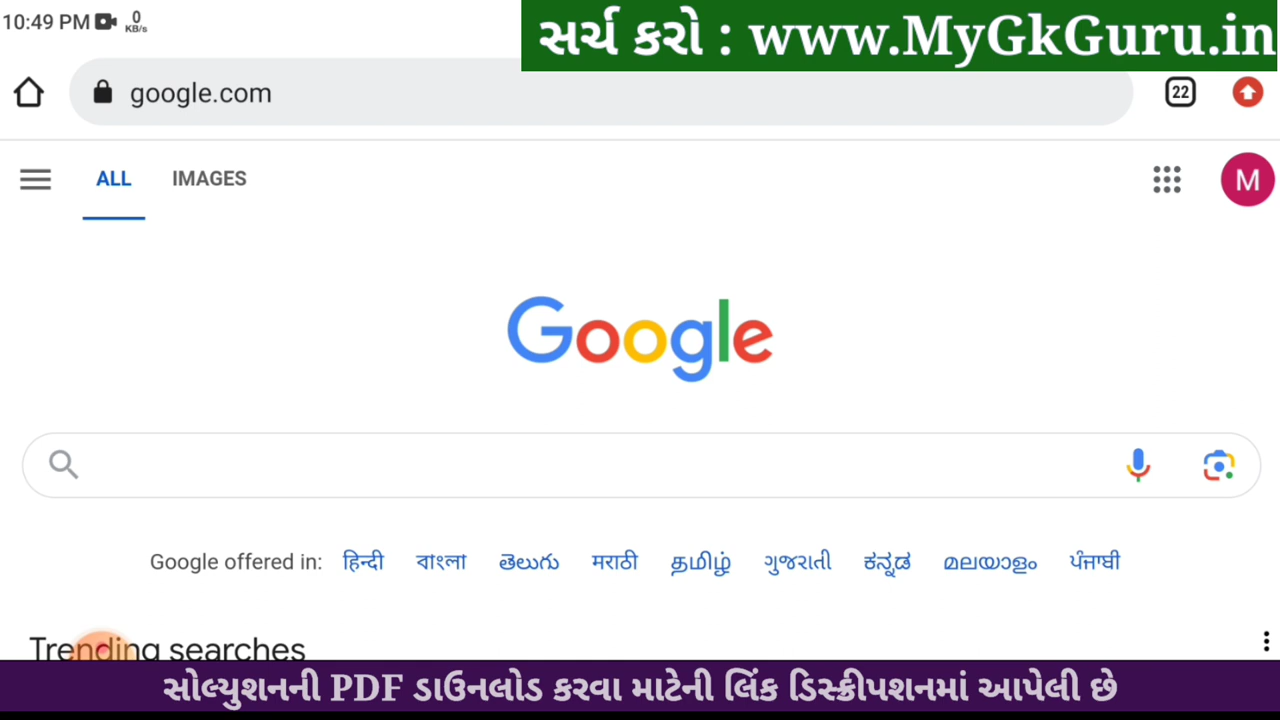 10:49 PM 0 KB/s
સર્ચ કરો : www.MyGkGuru.in
google.com 22
ALL IMAGES M
Google
Google offered in: हिन्दी বাংলা తెలుగు मराठी தமிழ் ગુજરાતી ಕನ್ನಡ മലയാളം ਪੰਜਾਬੀ
Trending searches
સોલ્યુશનની PDF ડાઉનલોડ કરવા માટેની લિંક ડિસ્ક્રીપશનમાં આપેલી છે